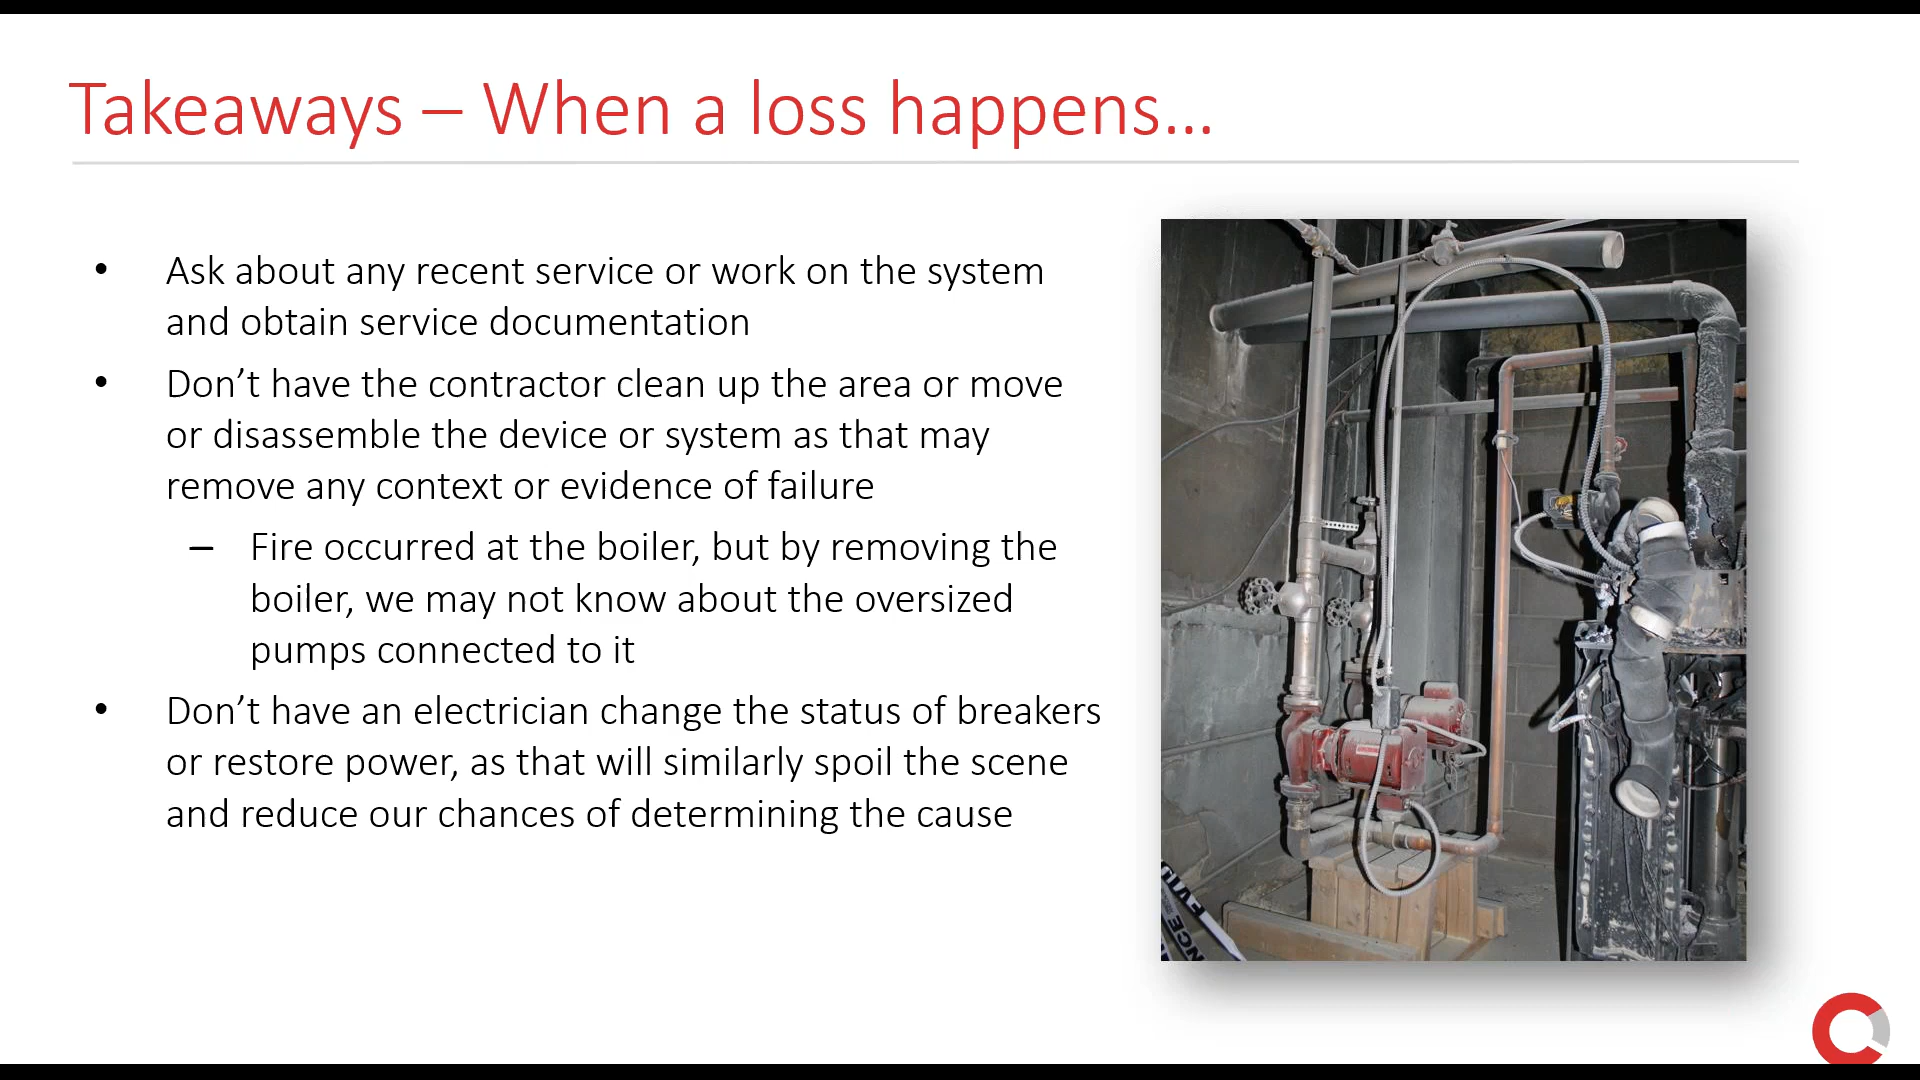 Takeaways – When a loss happens…
• Ask about any recent service or work on the system
and obtain service documentation
• Don’t have the contractor clean up the area or move
or disassemble the device or system as that may
remove any context or evidence of failure
– Fire occurred at the boiler, but by removing the
boiler, we may not know about the oversized
pumps connected to it
• Don’t have an electrician change the status of breakers
or restore power, as that will similarly spoil the scene
and reduce our chances of determining the cause
EVID
NCE